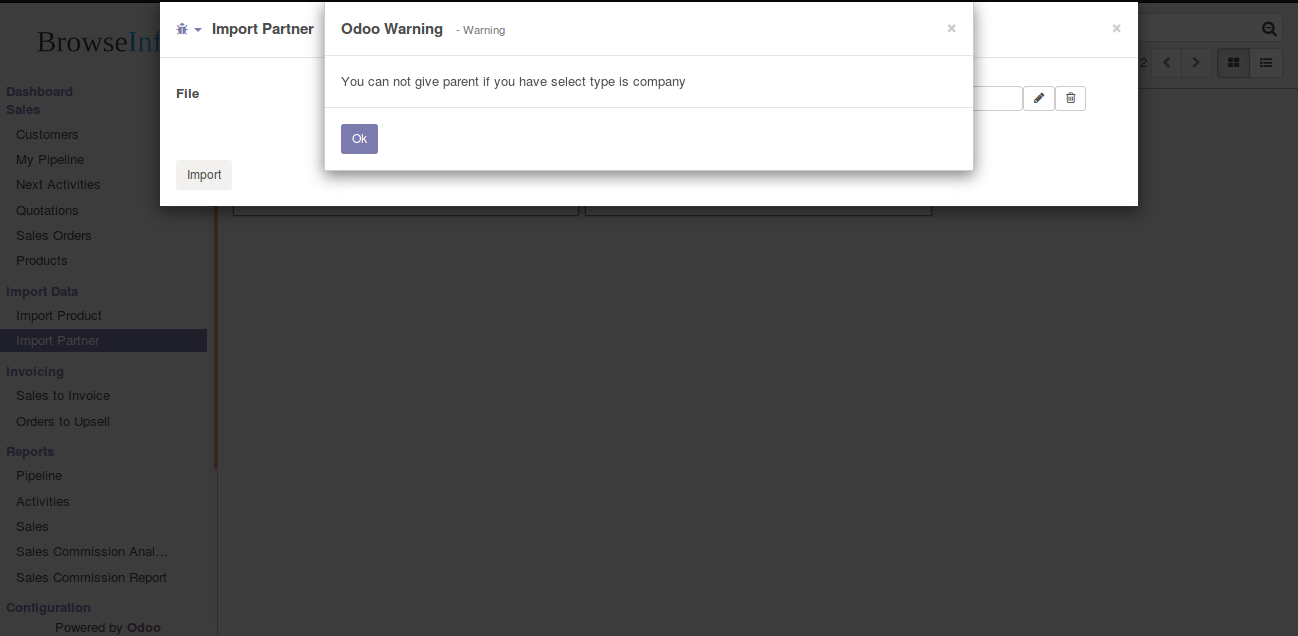 BrowseInf
Import Partner
Odoo Warning - Warning
×
×
You can not give parent if you have select type is company
File
Ok
Import
2
Dashboard
Sales
Customers
My Pipeline
Next Activities
Quotations
Sales Orders
Products
Import Data
Import Product
Import Partner
Invoicing
Sales to Invoice
Orders to Upsell
Reports
Pipeline
Activities
Sales
Sales Commission Anal...
Sales Commission Report
Configuration
Powered by Odoo